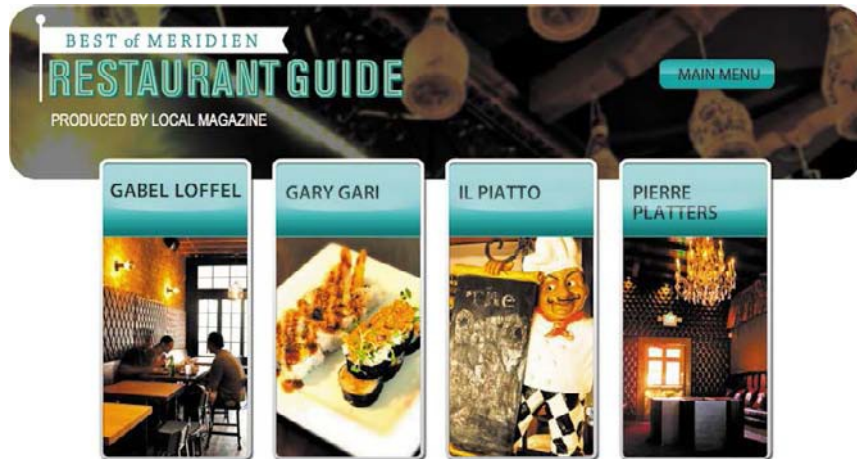 BEST of MERIDIEN
RESTAURANT GUIDE
PRODUCED BY LOCAL MAGAZINE
MAIN MENU
GABEL LOFFEL
GARY GARI
IL PIATTO
PIERRE
PLATTERS
The